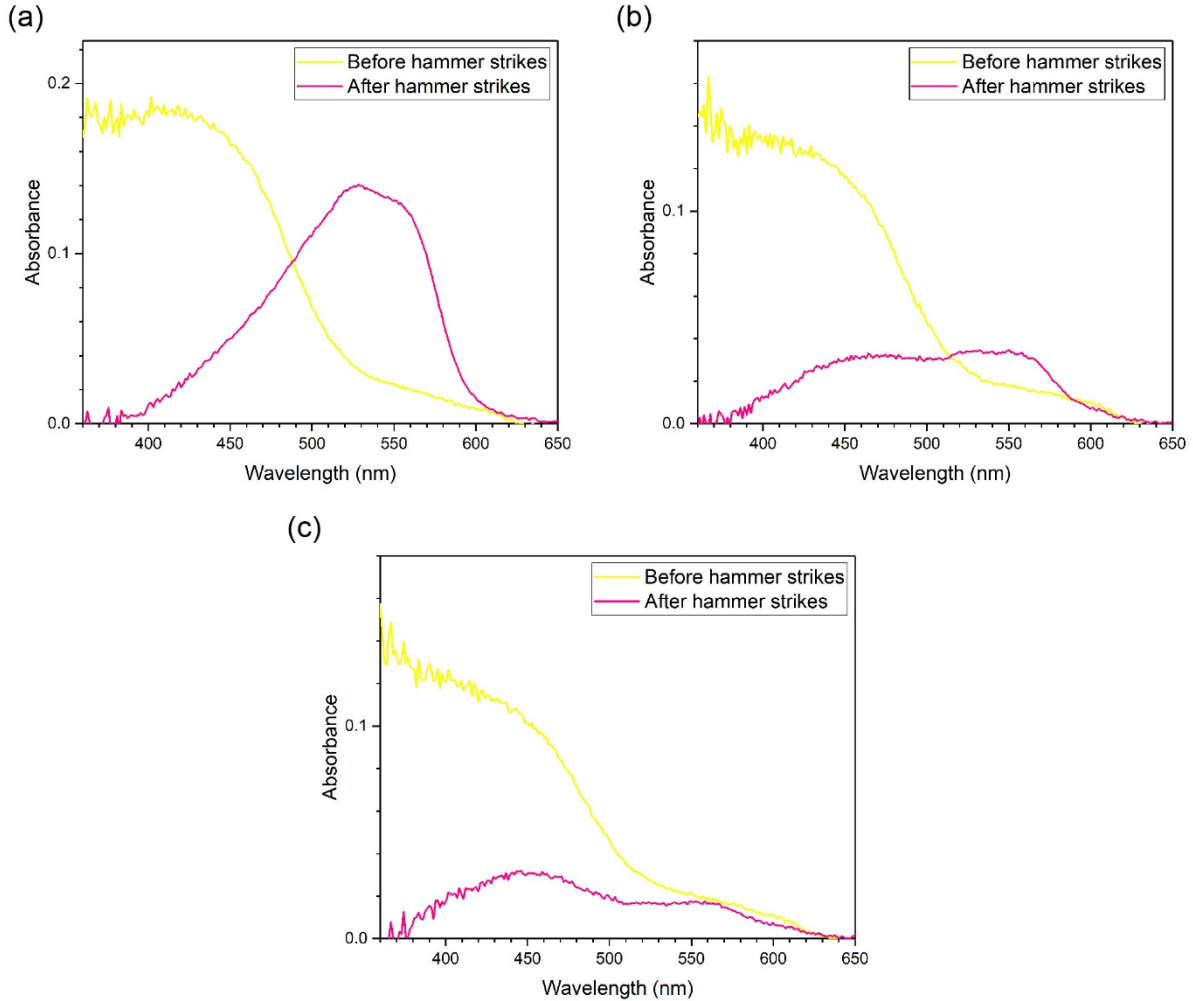 (a)
Before hammer strikes
After hammer strikes
0.2
0.1
0.0
Absorbance
400 450 500 550 600 650
Wavelength (nm)
(b)
Before hammer strikes
After hammer strikes
0.1
0.0
Absorbance
400 450 500 550 600 650
Wavelength (nm)
(c)
Before hammer strikes
After hammer strikes
0.1
0.0
Absorbance
400 450 500 550 600 650
Wavelength (nm)